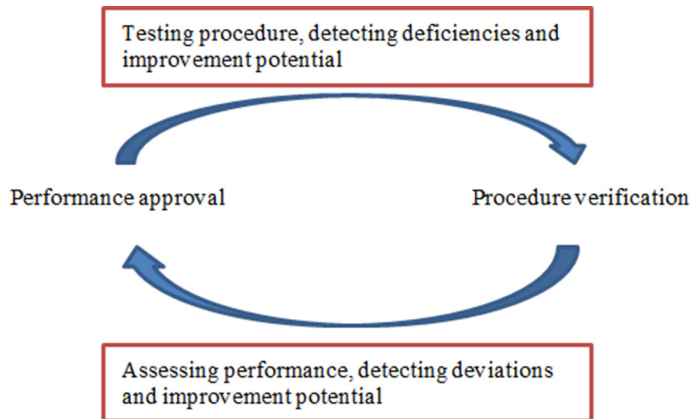 Testing procedure, detecting deficiencies and
improvement potential
Performance approval
Procedure verification
Assessing performance, detecting deviations
and improvement potential